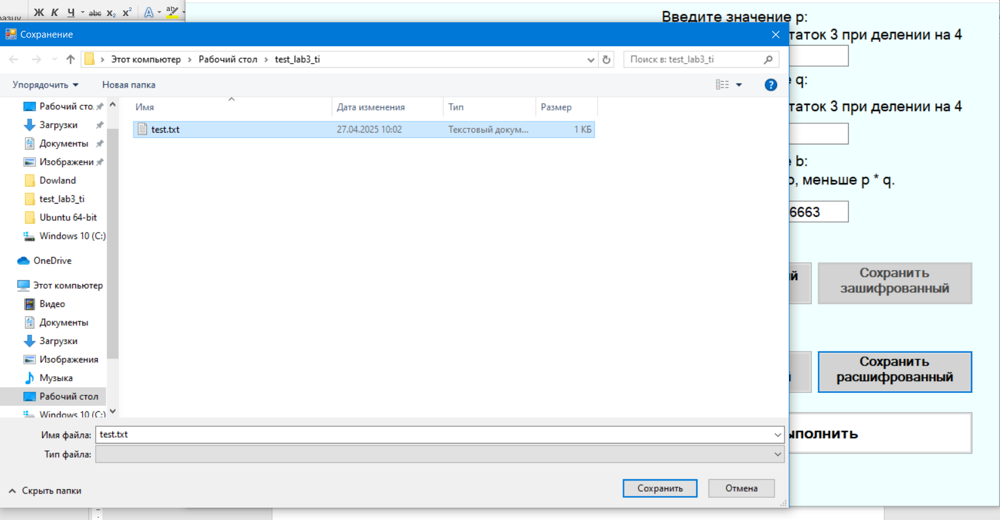 Ж К Ч abc x₂ x² A ab
Введите значение p:
Сохранение
таток 3 при делении на 4
Этот компьютер › Рабочий стол › test_lab3_ti
Поиск в: test_lab3_ti
Упорядочить
Новая папка
q:
Имя
Дата изменения
Тип
Размер
таток 3 при делении на 4
Рабочий сто.
test.txt
27.04.2025 10:02
Текстовый докум...
1 КБ
Загрузки
Документы
Изображени
b:
Dowland
о, меньше p * q.
test_lab3_ti
6663
Ubuntu 64-bit
Windows 10 (C:)
OneDrive
Этот компьютер
Видео
Документы
Загрузки
Изображения
Музыка
Рабочий стол
Windows 10 (C:)
ый
Сохранить
зашифрованный
Сохранить
расшифрованный
ыполнить
Имя файла: test.txt
Тип файла:
Скрыть папки
Сохранить
Отмена